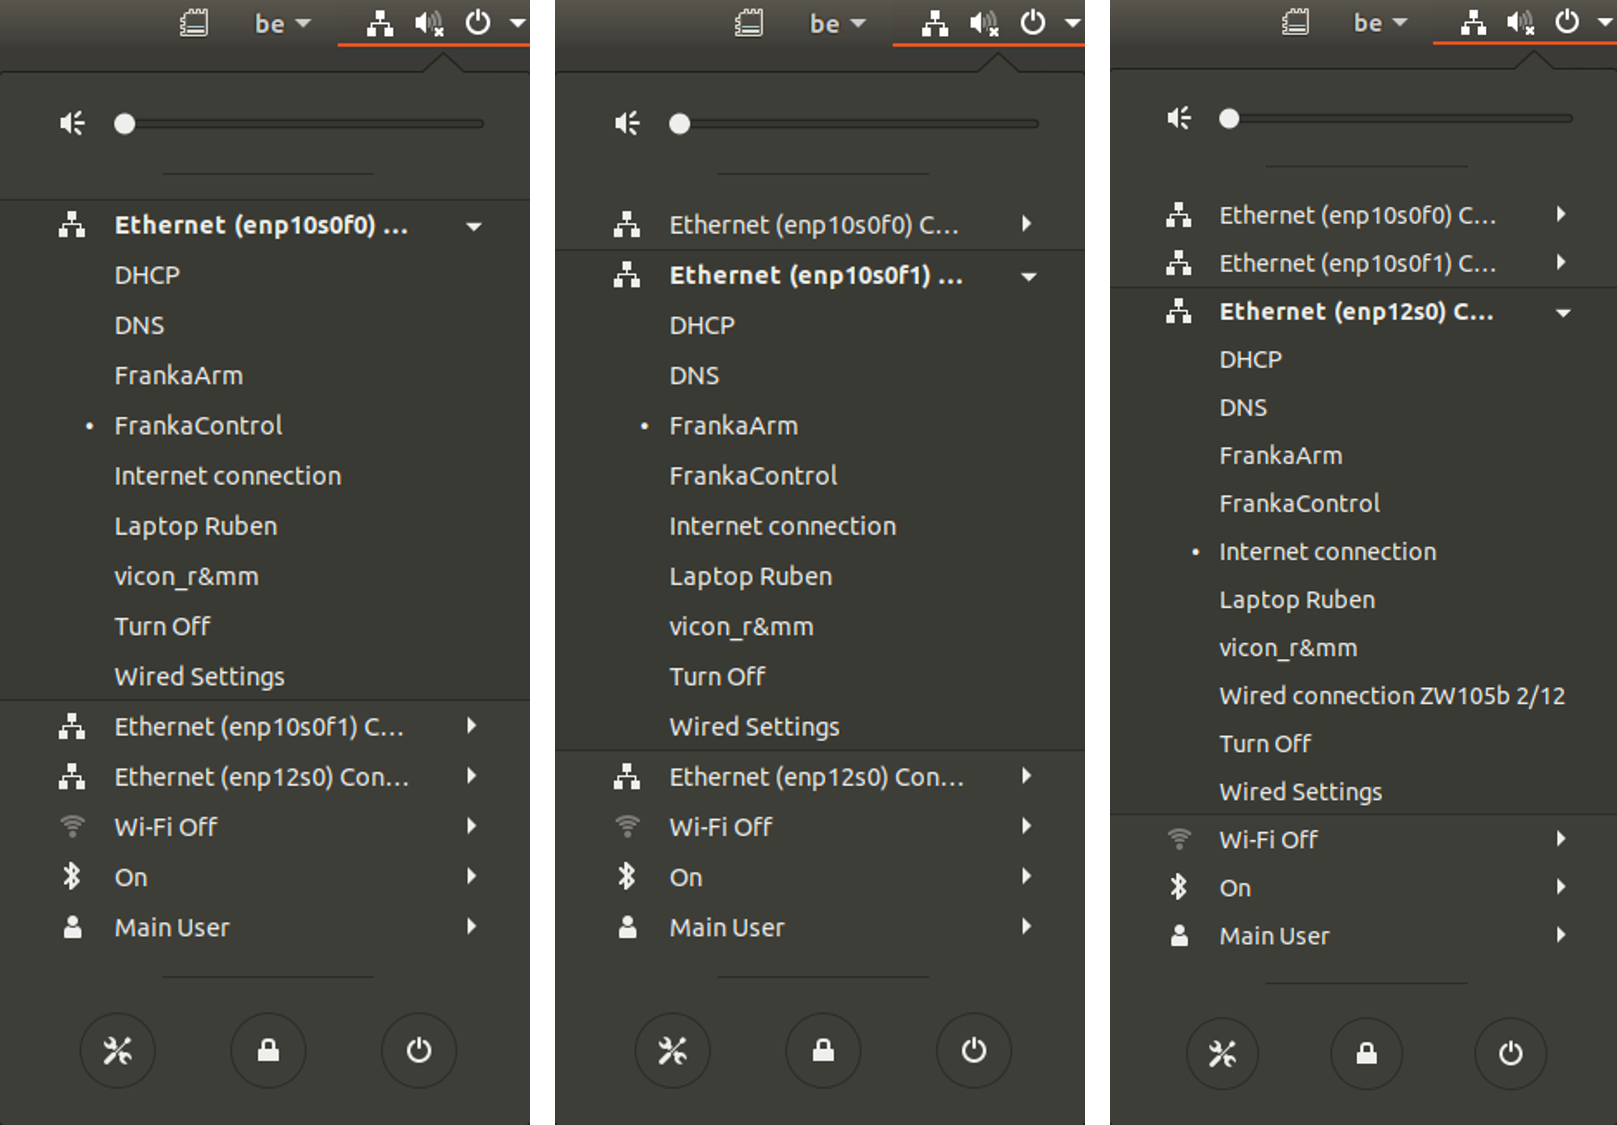 be
Ethernet (enp10s0f0) ...
DHCP
DNS
FrankaArm
• FrankaControl
Internet connection
Laptop Ruben
vicon_r&mm
Turn Off
Wired Settings
Ethernet (enp10s0f1) C...
Ethernet (enp12s0) Con...
Wi-Fi Off
On
Main User
be
Ethernet (enp10s0f0) C...
Ethernet (enp10s0f1) ...
DHCP
DNS
• FrankaArm
FrankaControl
Internet connection
Laptop Ruben
vicon_r&mm
Turn Off
Wired Settings
Ethernet (enp12s0) Con...
Wi-Fi Off
On
Main User
be
Ethernet (enp10s0f0) C...
Ethernet (enp10s0f1) C...
Ethernet (enp12s0) C...
DHCP
DNS
FrankaArm
FrankaControl
• Internet connection
Laptop Ruben
vicon_r&mm
Wired connection ZW105b 2/12
Turn Off
Wired Settings
Wi-Fi Off
On
Main User